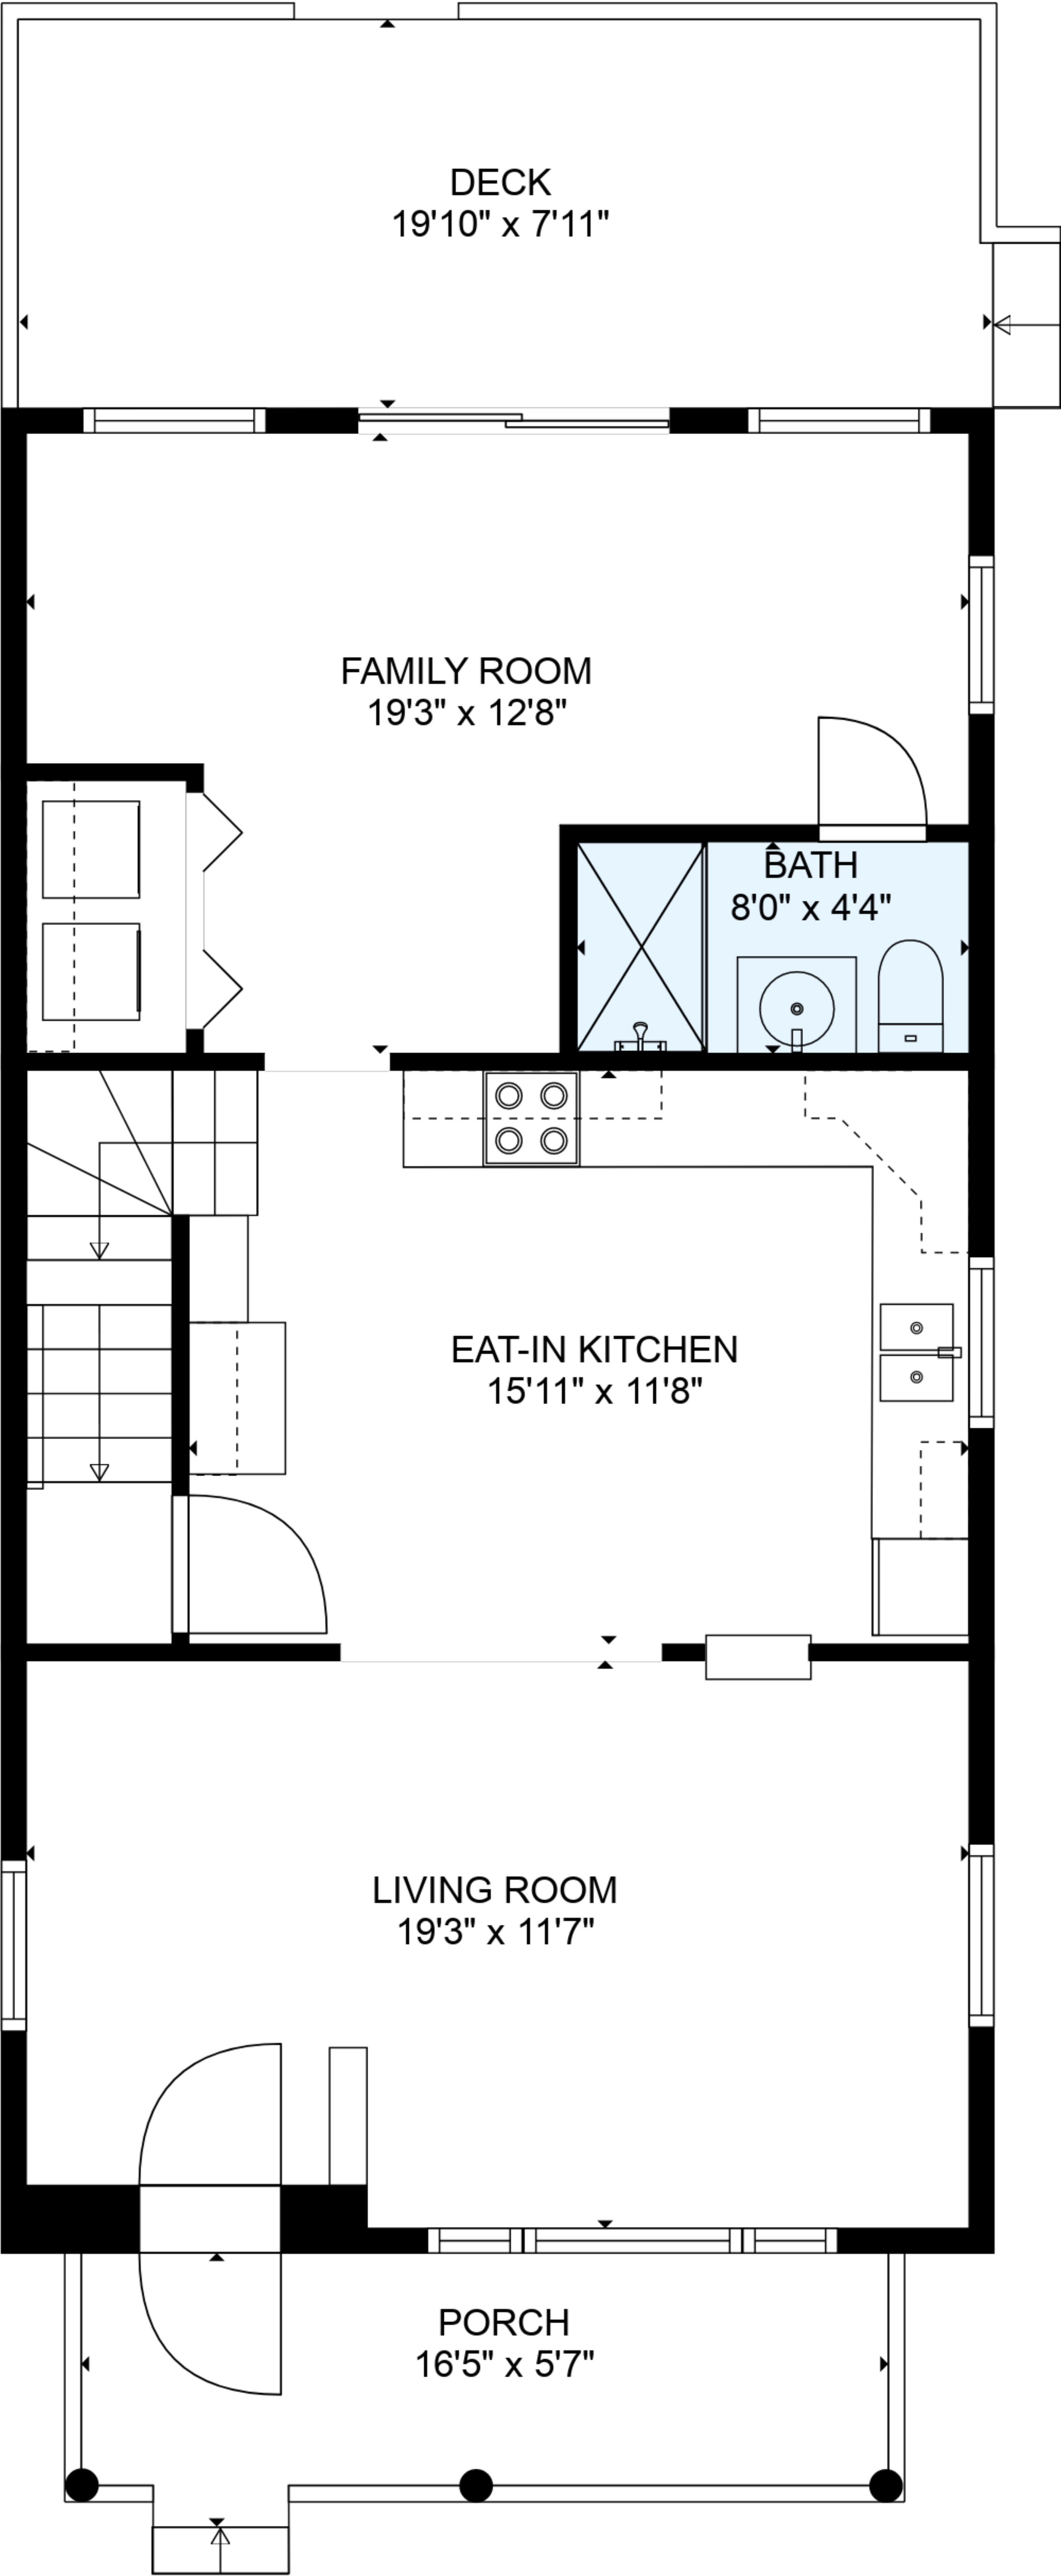 DECK
19'10" x 7'11"
FAMILY ROOM
19'3" x 12'8"
BATH
8'0" x 4'4"
EAT-IN KITCHEN
15'11" x 11'8"
LIVING ROOM
19'3" x 11'7"
PORCH
16'5" x 5'7"